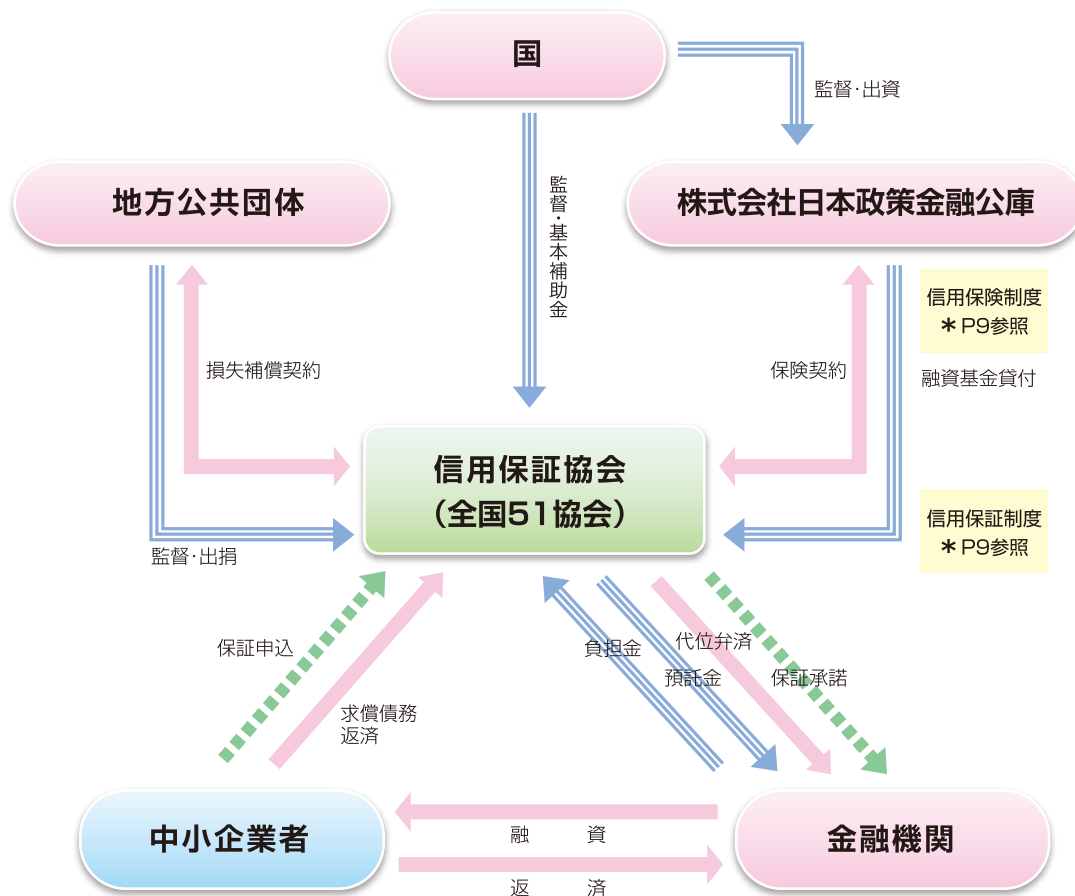 国
監督・出資
地方公共団体
株式会社日本政策金融公庫
監督・基本補助金
信用保険制度
＊P9参照
損失補償契約
保険契約
融資基金貸付
信用保証協会
（全国51協会）
信用保証制度
＊P9参照
監督・出捐
保証申込
負担金
代位弁済
預託金
保証承諾
求償債務
返済
中小企業者
金融機関
融　資
返　済